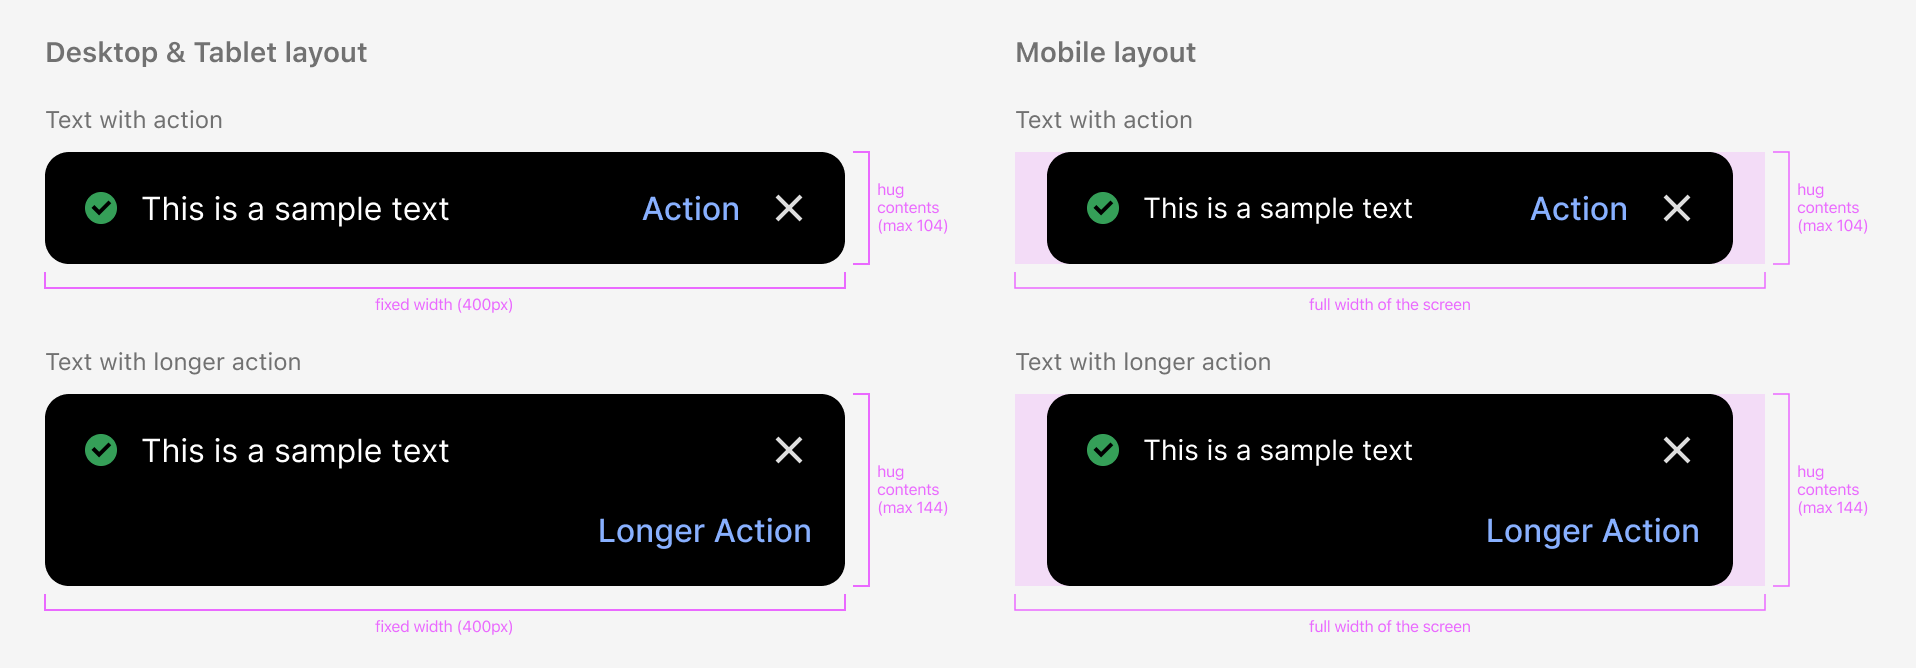 Desktop & Tablet layout
Text with action
This is a sample text
Action
hug
contents
(max 104)
fixed width (400px)
Text with longer action
This is a sample text
Longer Action
hug
contents
(max 144)
fixed width (400px)
Mobile layout
Text with action
This is a sample text
Action
hug
contents
(max 104)
full width of the screen
Text with longer action
This is a sample text
Longer Action
hug
contents
(max 144)
full width of the screen